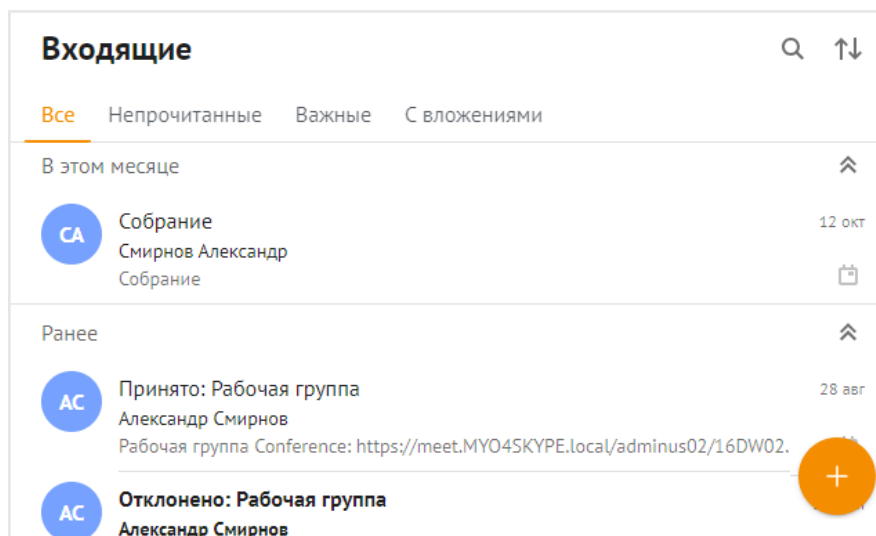 Входящие
Все Непрочитанные Важные С вложениями
В этом месяце
СА Собрание 12 окт
Смирнов Александр
Собрание
Ранее
АС Принято: Рабочая группа 28 авг
Александр Смирнов
Рабочая группа Conference: https://meet.MYO4SKYPE.local/adminus02/16DW02.
АС Отклонено: Рабочая группа
Александр Смирнов